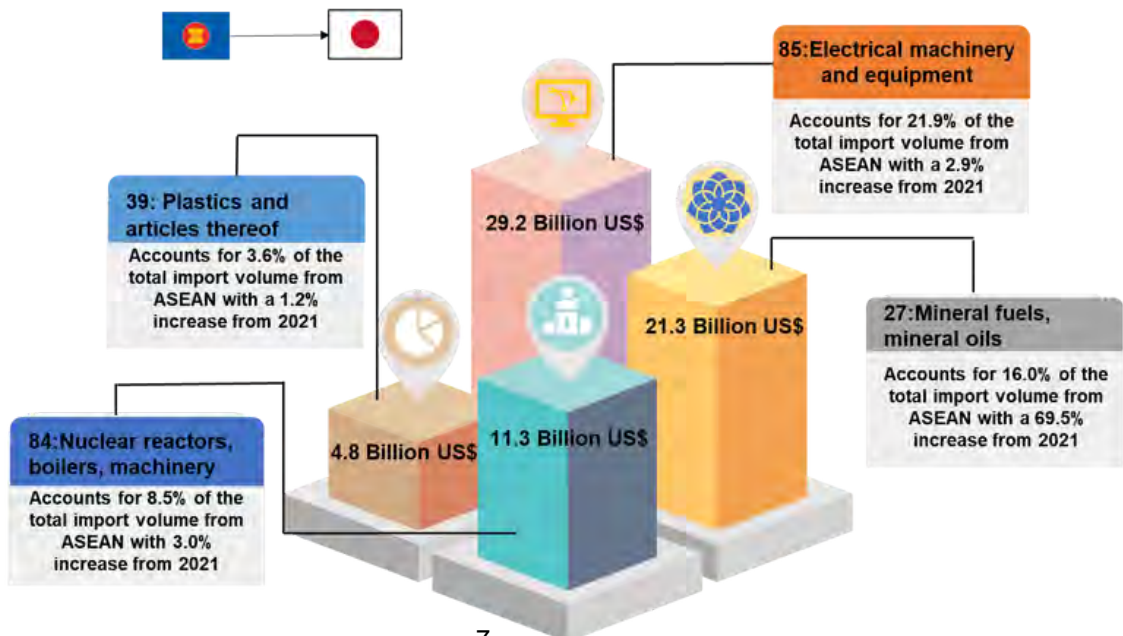 85:Electrical machinery
and equipment
Accounts for 21.9% of the
total import volume from
ASEAN with a 2.9%
increase from 2021
39: Plastics and
articles thereof
Accounts for 3.6% of the
total import volume from
ASEAN with a 1.2%
increase from 2021
29.2 Billion US$
21.3 Billion US$
27:Mineral fuels,
mineral oils
Accounts for 16.0% of the
total import volume from
ASEAN with a 69.5%
increase from 2021
4.8 Billion US$
11.3 Billion US$
84:Nuclear reactors,
boilers, machinery
Accounts for 8.5% of the
total import volume from
ASEAN with 3.0%
increase from 2021